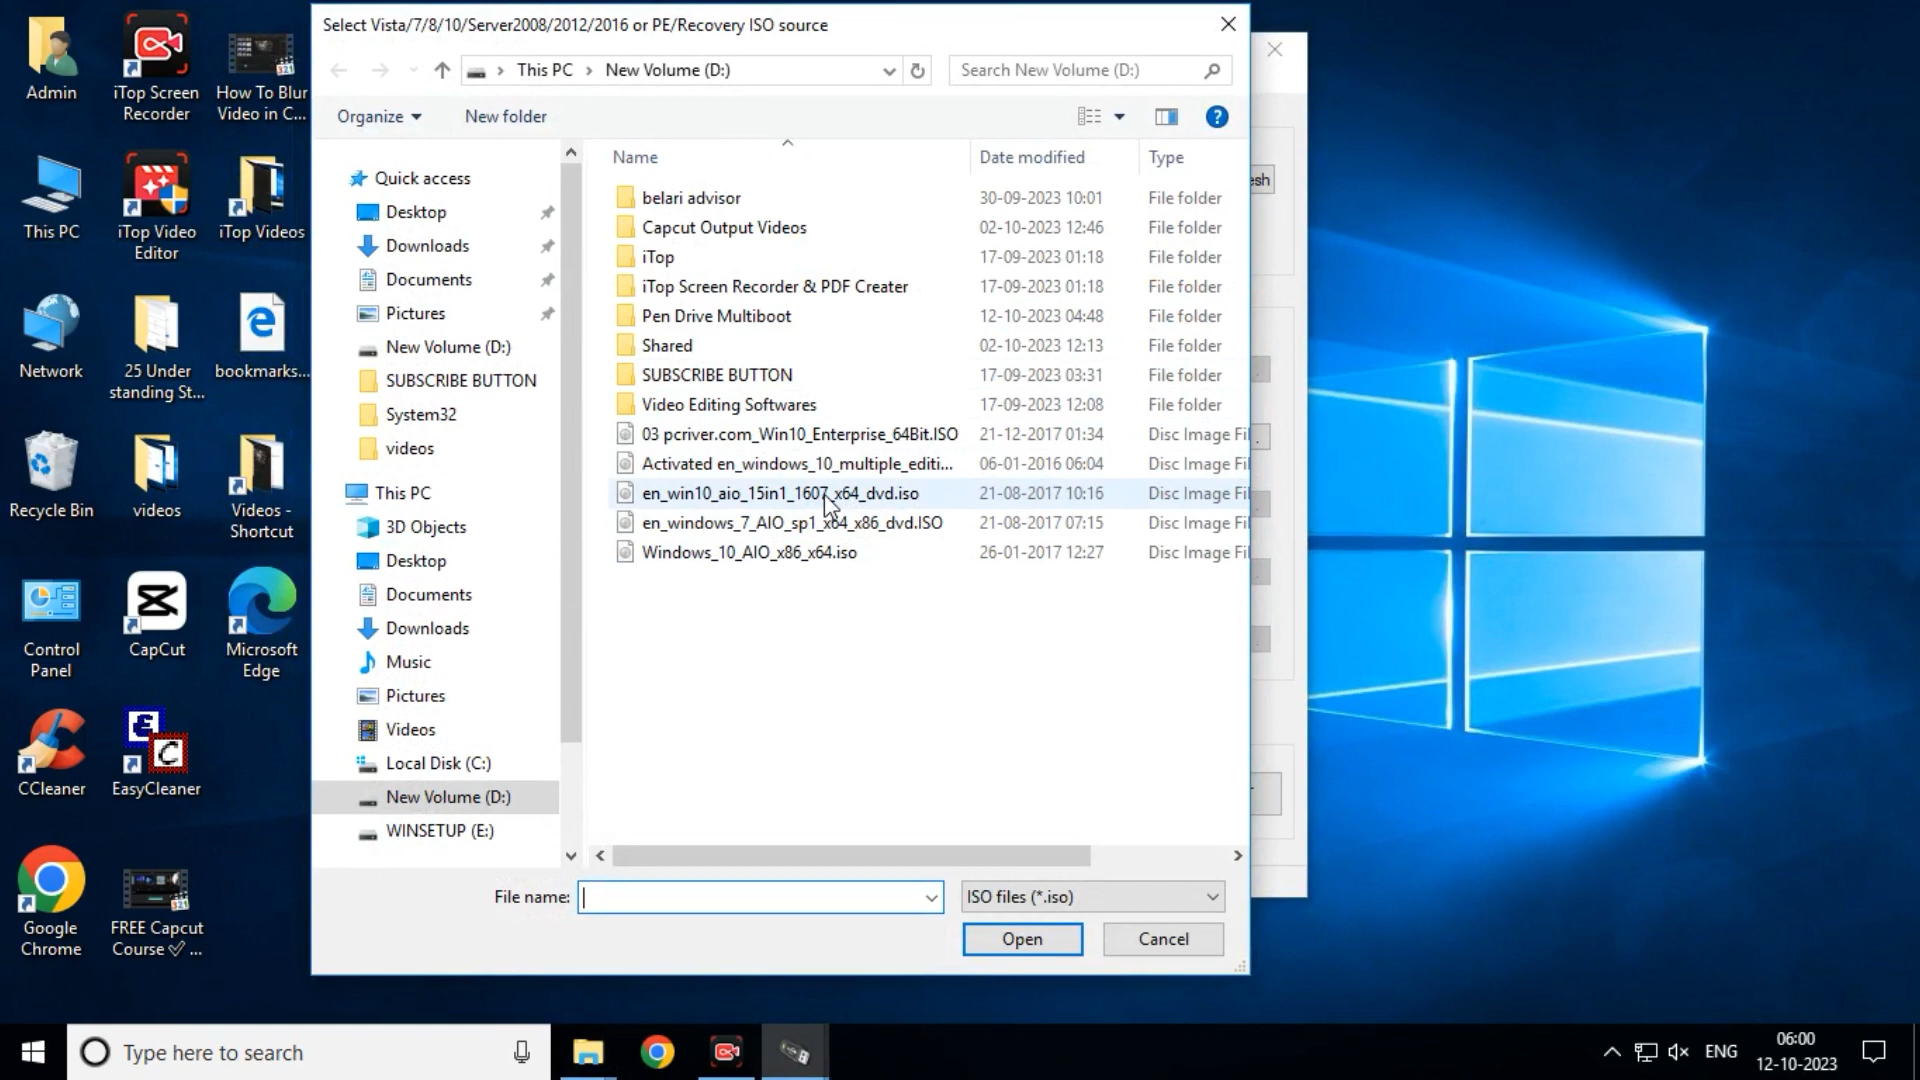 Admin
iTop Screen
Recorder
How To Blur
Video in C...
This PC
iTop Video
Editor
iTop Videos
Network
25 Under
standing St...
bookmarks...
Recycle Bin
videos
Videos -
Shortcut
Control
Panel
CapCut
Microsoft
Edge
CCleaner
EasyCleaner
Google
Chrome
FREE Capcut
Course ✓ ...
Select Vista/7/8/10/Server2008/2012/2016 or PE/Recovery ISO source
This PC > New Volume (D:)
Search New Volume (D:)
Organize
New folder
Quick access
Desktop
Downloads
Documents
Pictures
New Volume (D:)
SUBSCRIBE BUTTON
System32
videos
This PC
3D Objects
Desktop
Documents
Downloads
Music
Pictures
Videos
Local Disk (C:)
New Volume (D:)
WINSETUP (E:)
Name Date modified Type
belari advisor 30-09-2023 10:01 File folder
Capcut Output Videos 02-10-2023 12:46 File folder
iTop 17-09-2023 01:18 File folder
iTop Screen Recorder & PDF Creater 17-09-2023 01:18 File folder
Pen Drive Multiboot 12-10-2023 04:48 File folder
Shared 02-10-2023 12:13 File folder
SUBSCRIBE BUTTON 17-09-2023 03:31 File folder
Video Editing Softwares 17-09-2023 12:08 File folder
03 pcriver.com_Win10_Enterprise_64Bit.ISO 21-12-2017 01:34 Disc Image Fil
Activated en_windows_10_multiple_editi... 06-01-2016 06:04 Disc Image Fil
en_win10_aio_15in1_1607_x64_dvd.iso 21-08-2017 10:16 Disc Image Fil
en_windows_7_AIO_sp1_x64_x86_dvd.ISO 21-08-2017 07:15 Disc Image Fil
Windows_10_AIO_x86_x64.iso 26-01-2017 12:27 Disc Image Fil
File name:
ISO files (*.iso)
Open
Cancel
esh
Type here to search
ENG
06:00
12-10-2023